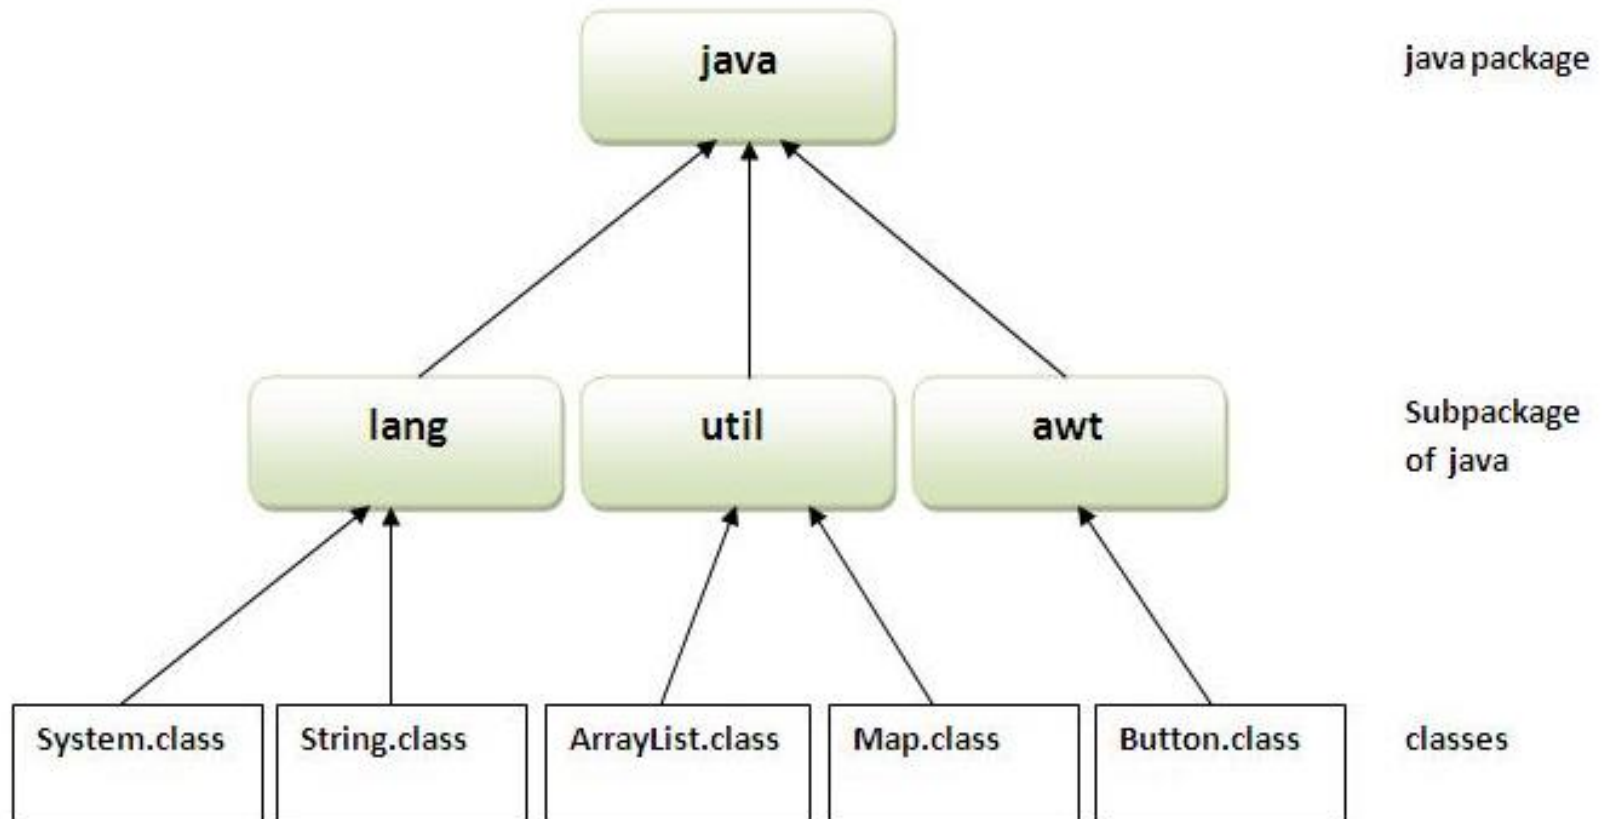 java
java package
lang
util
awt
Subpackage
of java
System.class
String.class
ArrayList.class
Map.class
Button.class
classes